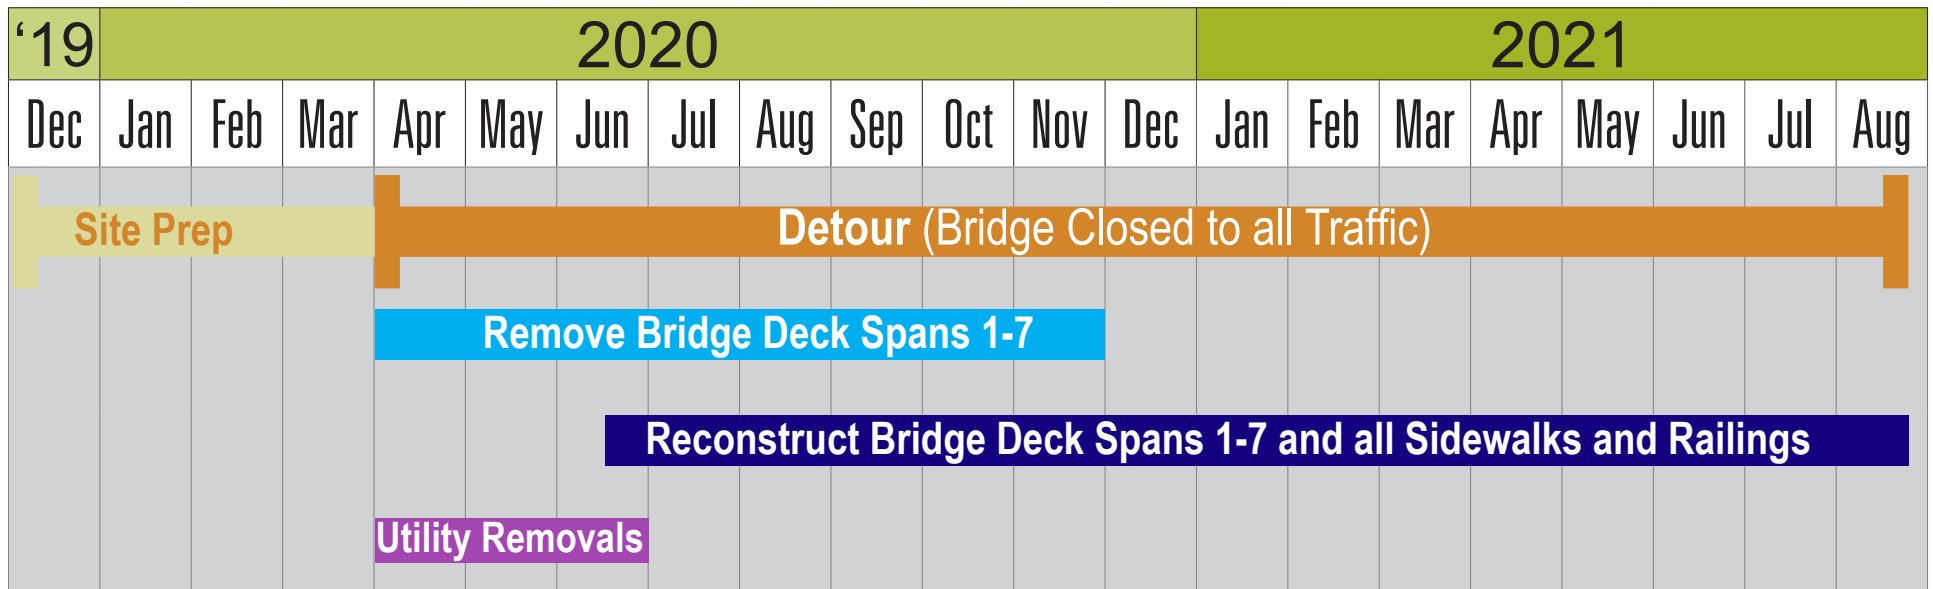 ‘19 2020 2021
Dec Jan Feb Mar Apr May Jun Jul Aug Sep Oct Nov Dec Jan Feb Mar Apr May Jun Jul Aug
Site Prep Detour (Bridge Closed to all Traffic)
Remove Bridge Deck Spans 1-7
Reconstruct Bridge Deck Spans 1-7 and all Sidewalks and Railings
Utility Removals